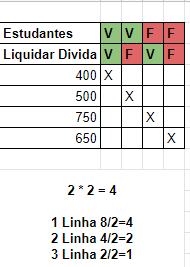 Estudantes V V F F
Liquidar Divida V F V F
400 X
500 X
750 X
650 X
2 * 2 = 4
1 Linha 8/2=4
2 Linha 4/2=2
3 Linha 2/2=1